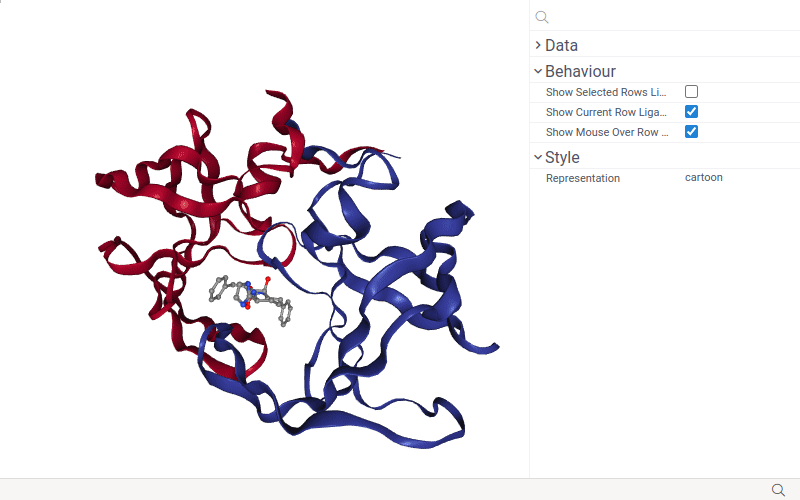 Data
Behaviour
Show Selected Rows Li...
Show Current Row Liga...
Show Mouse Over Row ...
Style
Representation cartoon